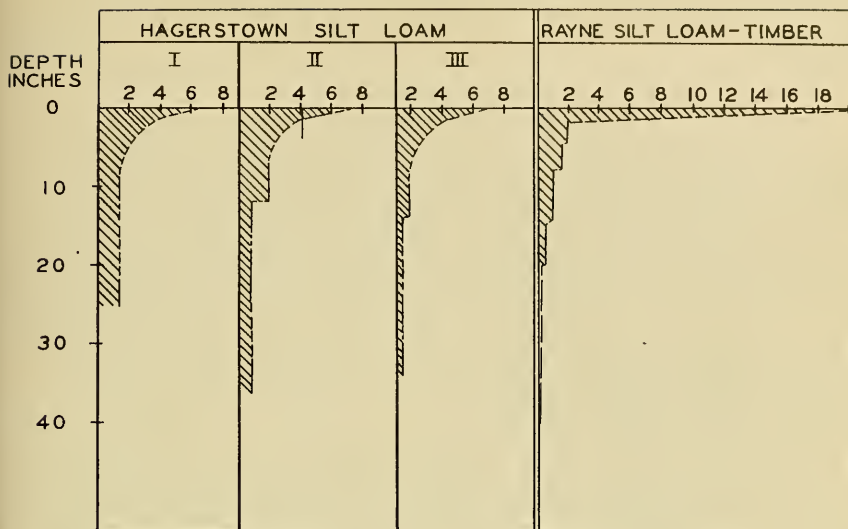 HAGERSTOWN SILT LOAM
RAYNE SILT LOAM-TIMBER
DEPTH
INCHES
I
II
III
2 4 6 8
2 4 6 8
2 4 6 8
2 4 6 8 10 12 14 16 18
0
10
20
30
40